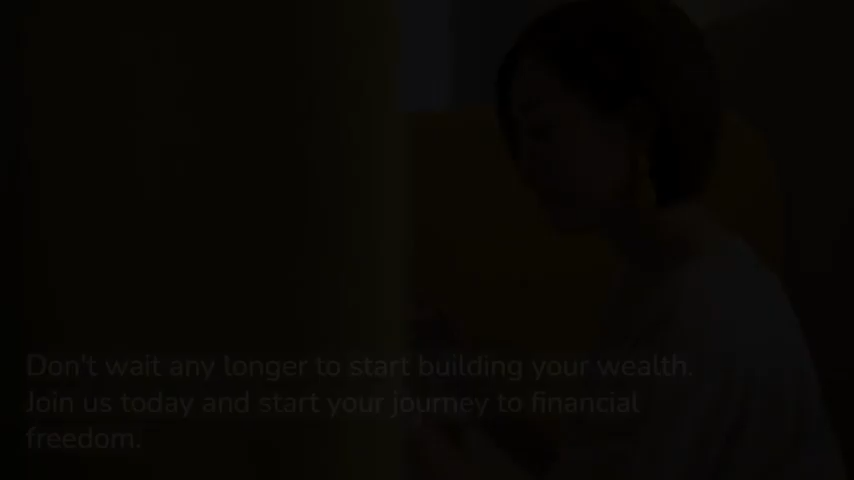 Don't wait any longer to start building your wealth.
Join us today and start your journey to financial
freedom.